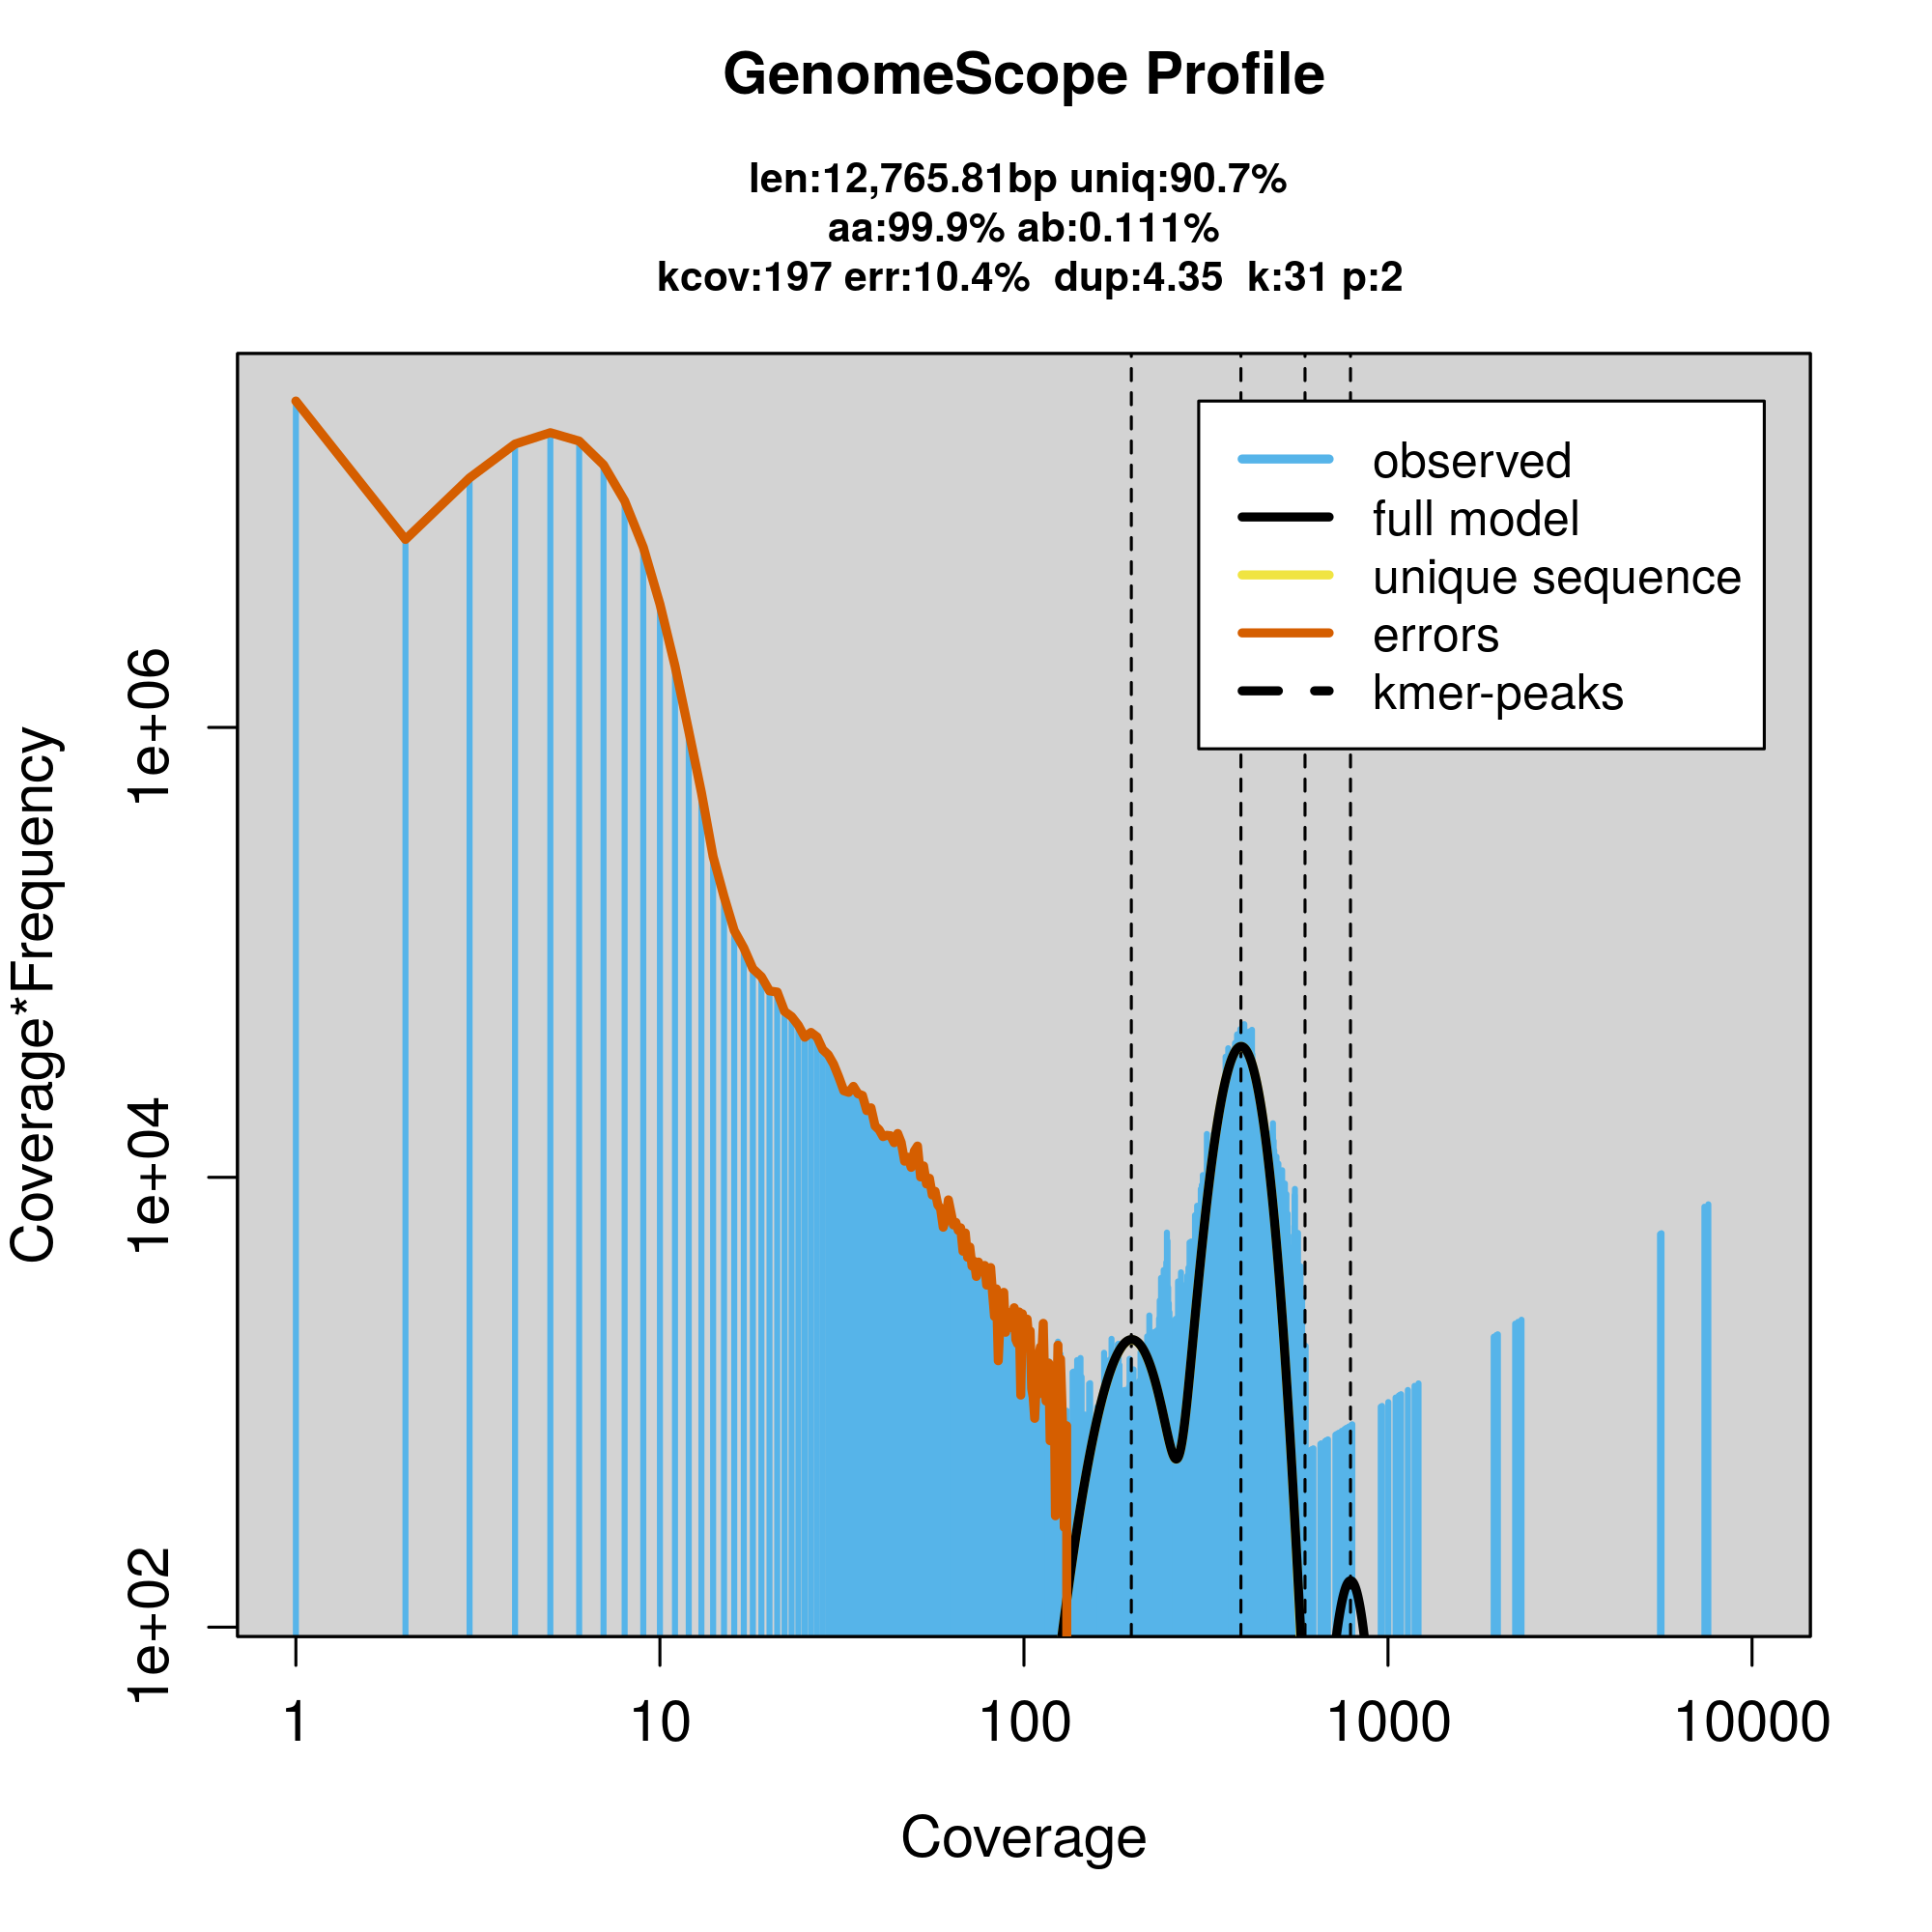 GenomeScope Profile
len:12,765.81bp uniq:90.7%
aa:99.9% ab:0.111%
kcov:197 err:10.4%  dup:4.35  k:31 p:2
observed
full model
unique sequence
errors
kmer-peaks
Coverage*Frequency
1e+06
1e+04
1e+02
1 10 100 1000 10000
Coverage